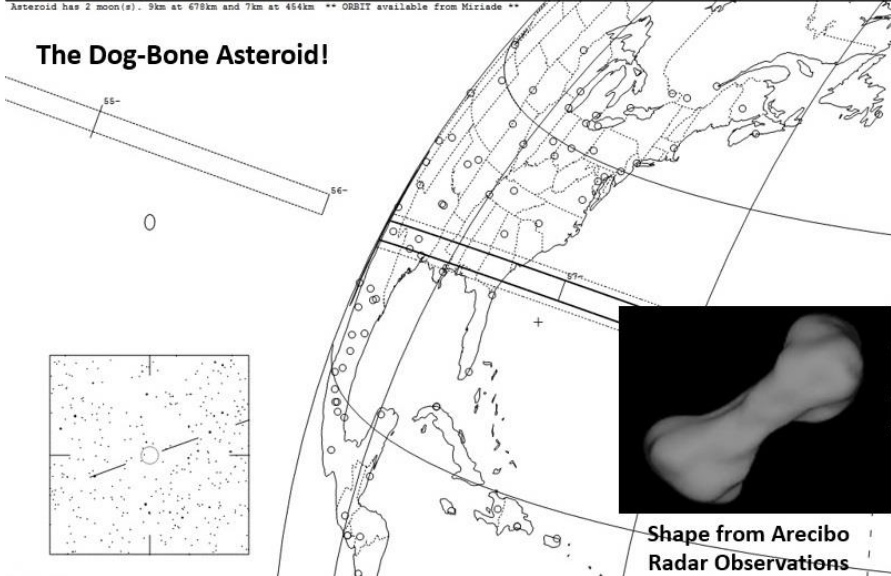 Asteroid has 2 moon(s). 9km at 678km and 7km at 454km ** ORBIT available from Miriade **
The Dog-Bone Asteroid!
55-
56-
57-
Shape from Arecibo
Radar Observations